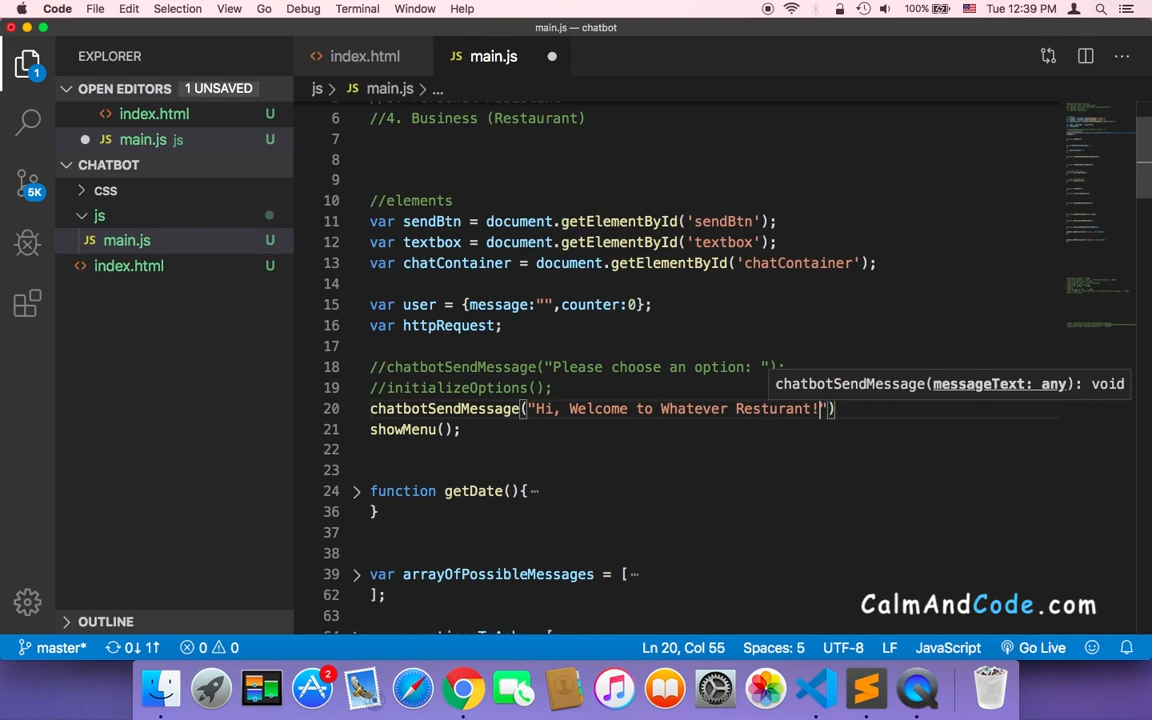 Code File Edit Selection View Go Debug Terminal Window Help 100% Tue 12:39 PM
main.js — chatbot
EXPLORER
index.html
JS main.js
OPEN EDITORS 1 UNSAVED
js > JS main.js > ...
index.html U
JS main.js js U
CHATBOT
css
js
JS main.js U
index.html U
1
5K
6 //4. Business (Restaurant)
7
8
9
10 //elements
11 var sendBtn = document.getElementById('sendBtn');
12 var textbox = document.getElementById('textbox');
13 var chatContainer = document.getElementById('chatContainer');
14
15 var user = {message:"",counter:0};
16 var httpRequest;
17
18 //chatbotSendMessage("Please choose an option: ");
chatbotSendMessage(messageText: any): void
19 //initializeOptions();
20 chatbotSendMessage("Hi, Welcome to Whatever Resturant!")
21 showMenu();
22
23
24 function getDate(){
36 }
37
38
39 var arrayOfPossibleMessages = [
62 ];
63
CalmAndCode.com
OUTLINE
master* 0↓ 1↑ 0 0 Ln 20, Col 55 Spaces: 5 UTF-8 LF JavaScript Go Live
2